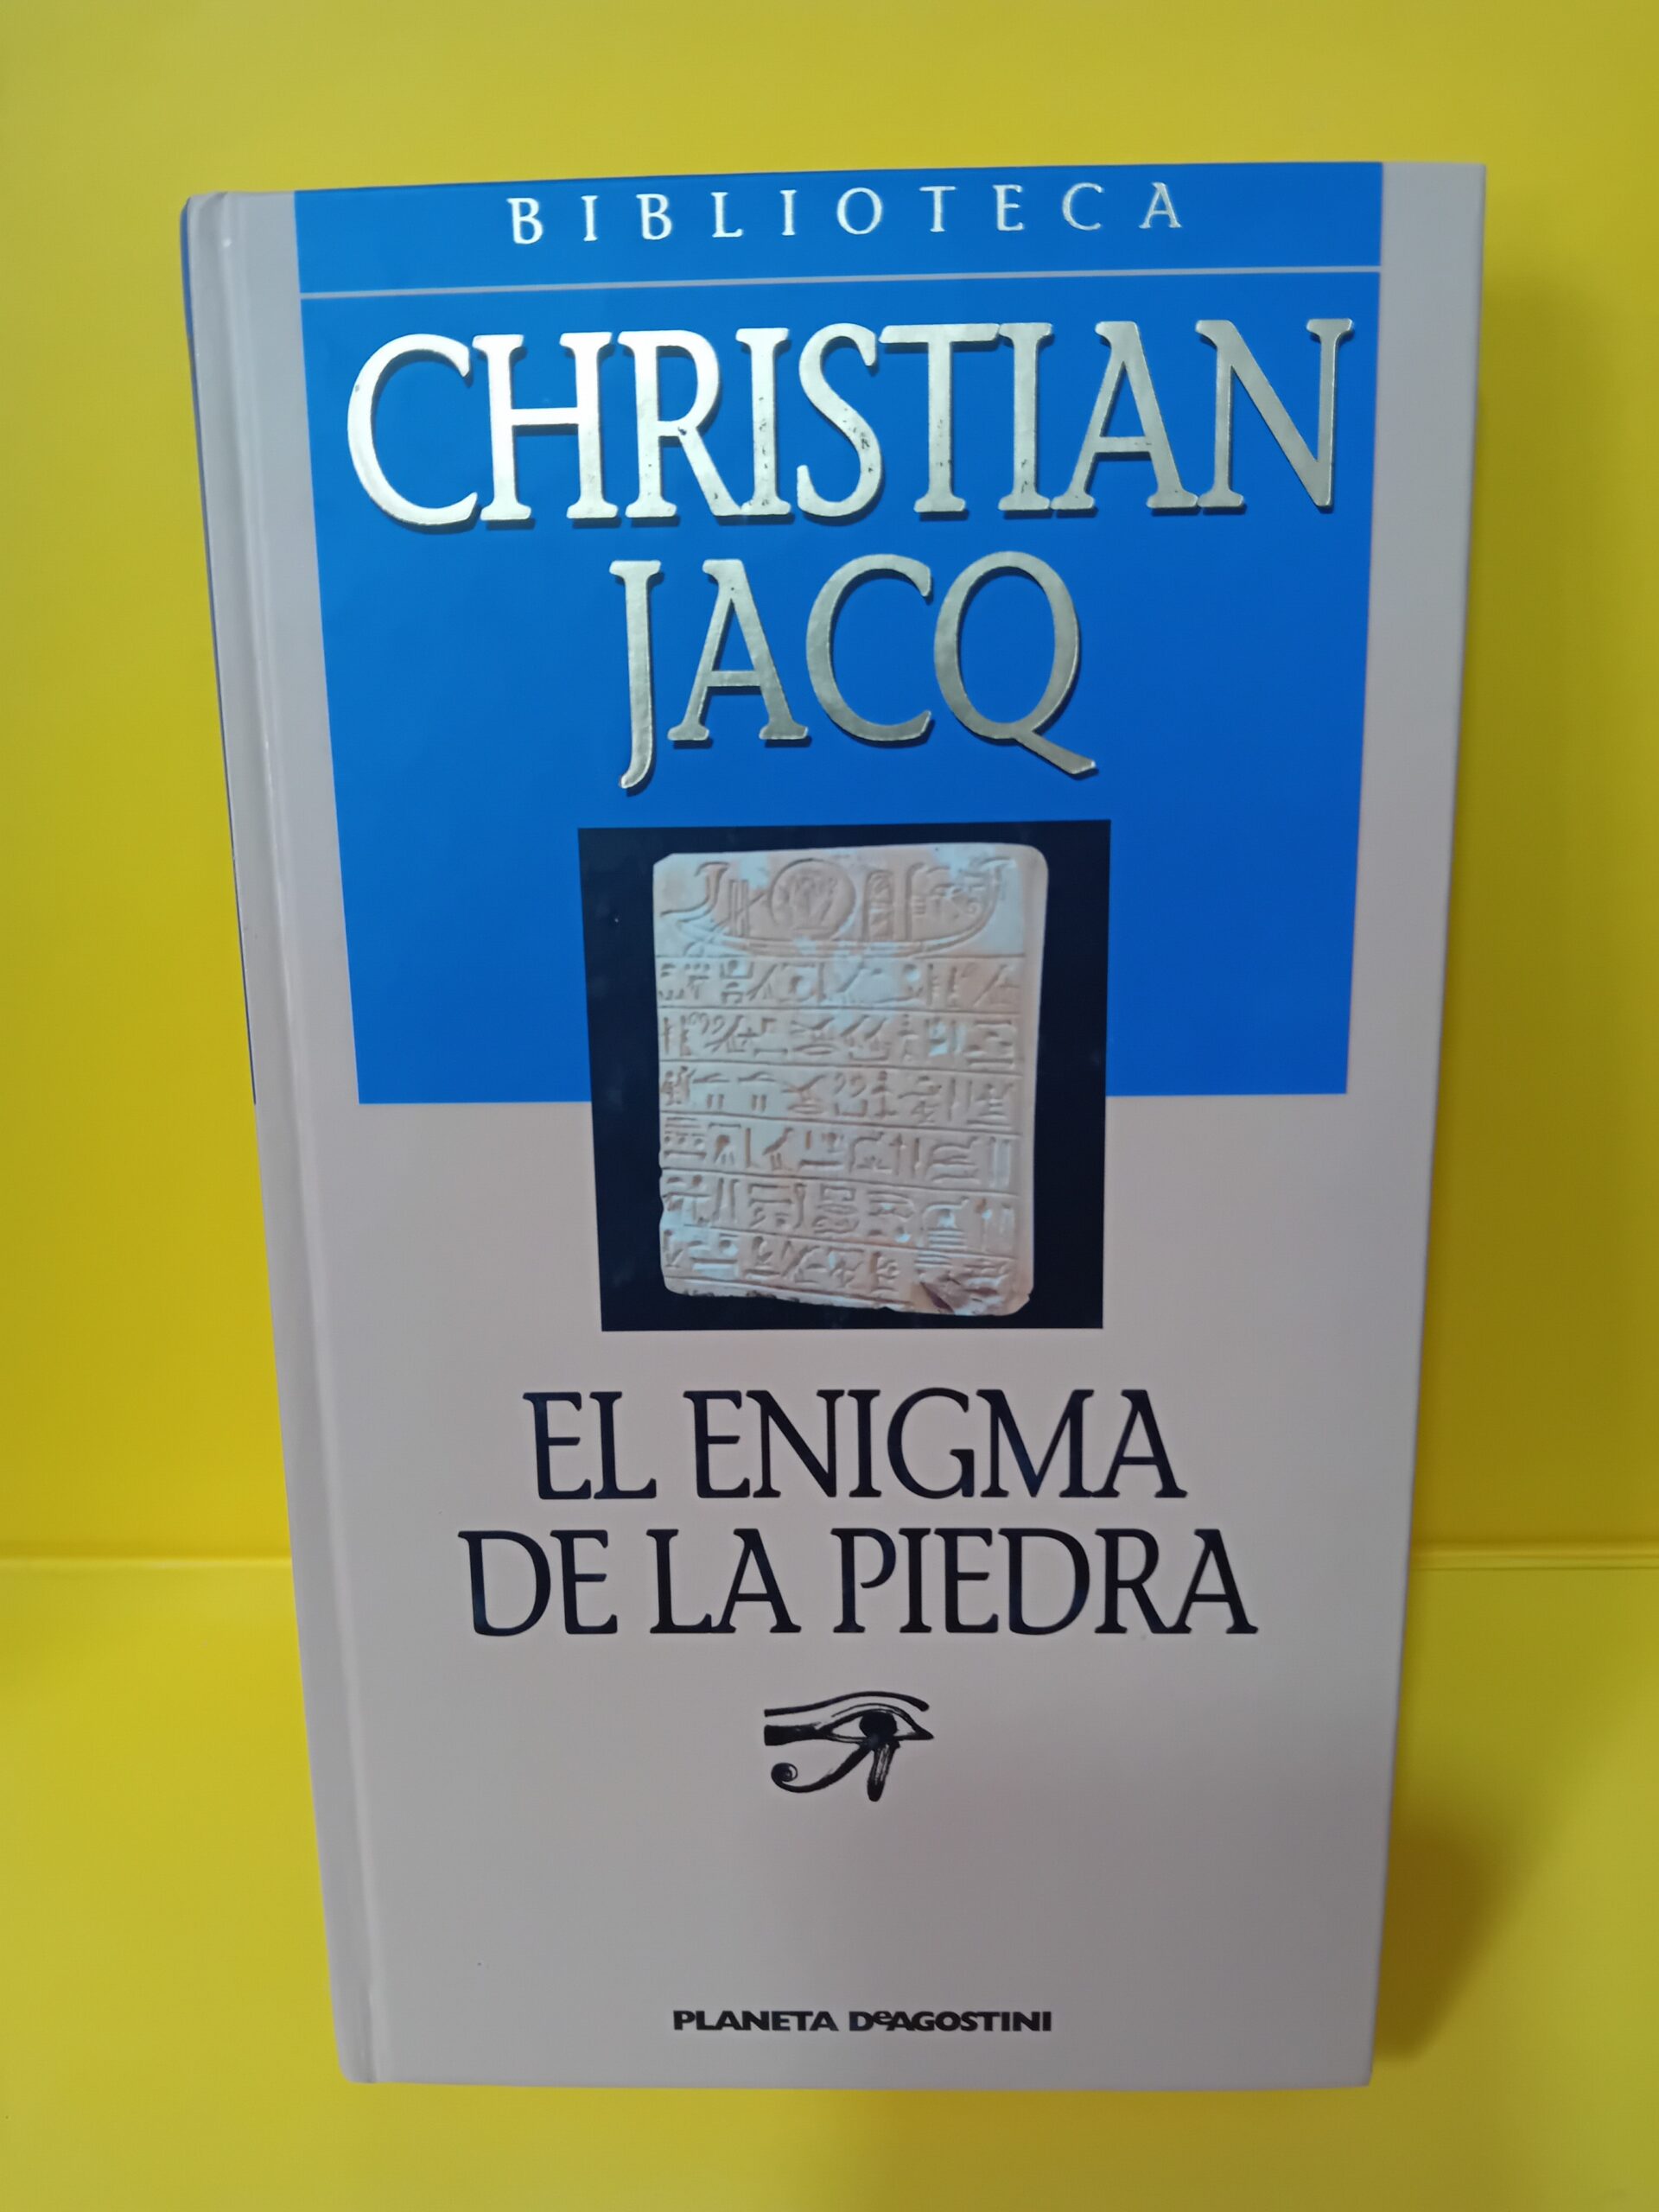 BIBLIOTECA
CHRISTIAN
JACQ
EL ENIGMA
DE LA PIEDRA
PLANETA DeAGOSTINI